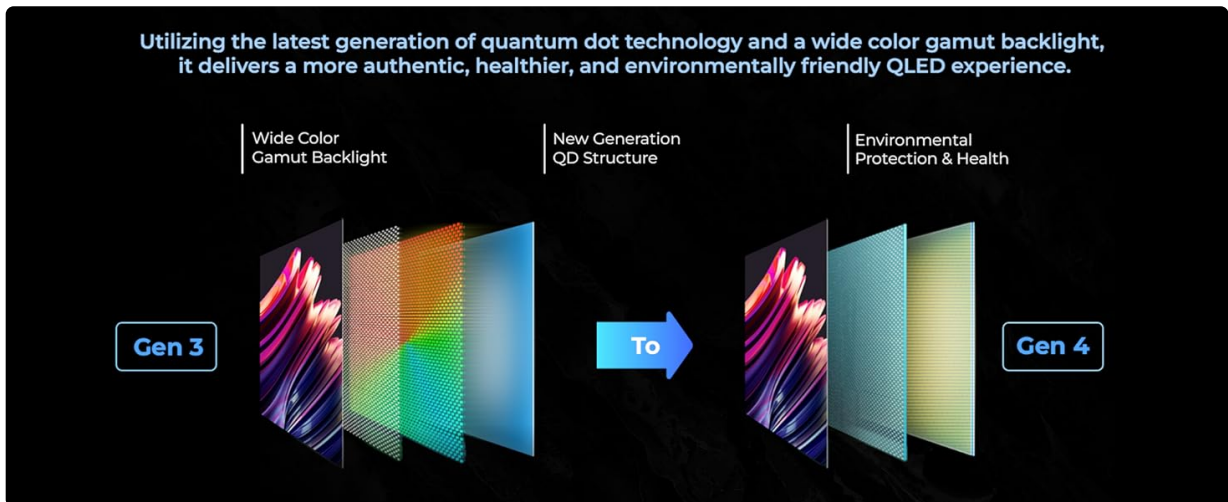 Utilizing the latest generation of quantum dot technology and a wide color gamut backlight,
it delivers a more authentic, healthier, and environmentally friendly QLED experience.
Wide Color
Gamut Backlight
New Generation
QD Structure
Environmental
Protection & Health
Gen 3
To
Gen 4